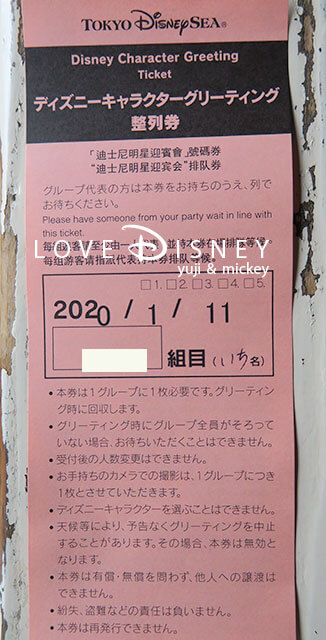 TOKYO DISNEYSEA®
Disney Character Greeting
Ticket
ディズニーキャラクターグリーティング
整列券
「迪士尼明星迎賓會」號碼券
“迪士尼明星迎宾会”排队券
グループ代表の方は本券をお持ちのうえ、列で
お待ちください。
Please have someone from your party wait in line with
this ticket.
LOVE DISNEY
yuji & mickey
每组游客请指派代表持本券排队等候。
□1. □2. □3. □4. □5.
2020/1/11
組目(いち名)
・本券は1グループに1枚必要です。グリーティン
グ時に回収します。
・グリーティング時にグループ全員がそろって
いない場合、お待ちいただくことはできません。
・受付後の人数変更はできません。
・お手持ちのカメラでの撮影は、1グループにつき
1枚とさせていただきます。
・ディズニーキャラクターを選ぶことはできません。
・天候等により、予告なくグリーティングを中止
することがあります。その場合、本券は無効と
なります。
・本券は有償・無償を問わず、他人への譲渡は
できません。
・紛失、盗難などの責任は負いません。
・本券は再発行できません。